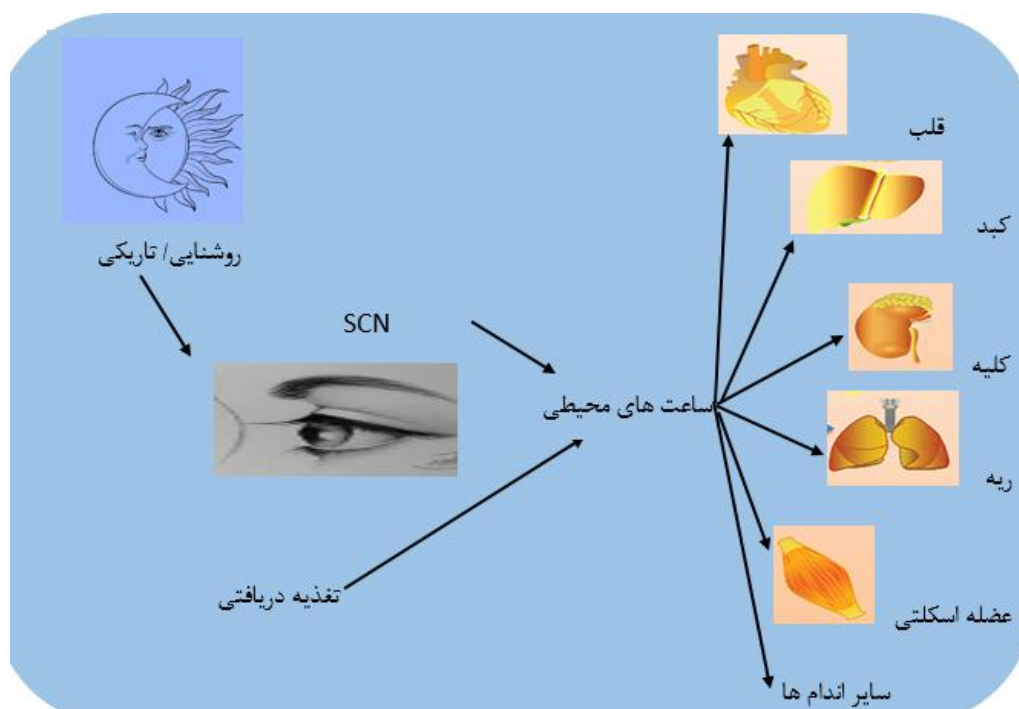 قلب
کبد
روشنایی/ تاریکی
SCN
کلیه
ساعت های محیطی
ریه
تغذیه دریافتی
عضله اسکلتی
سایر اندام ها